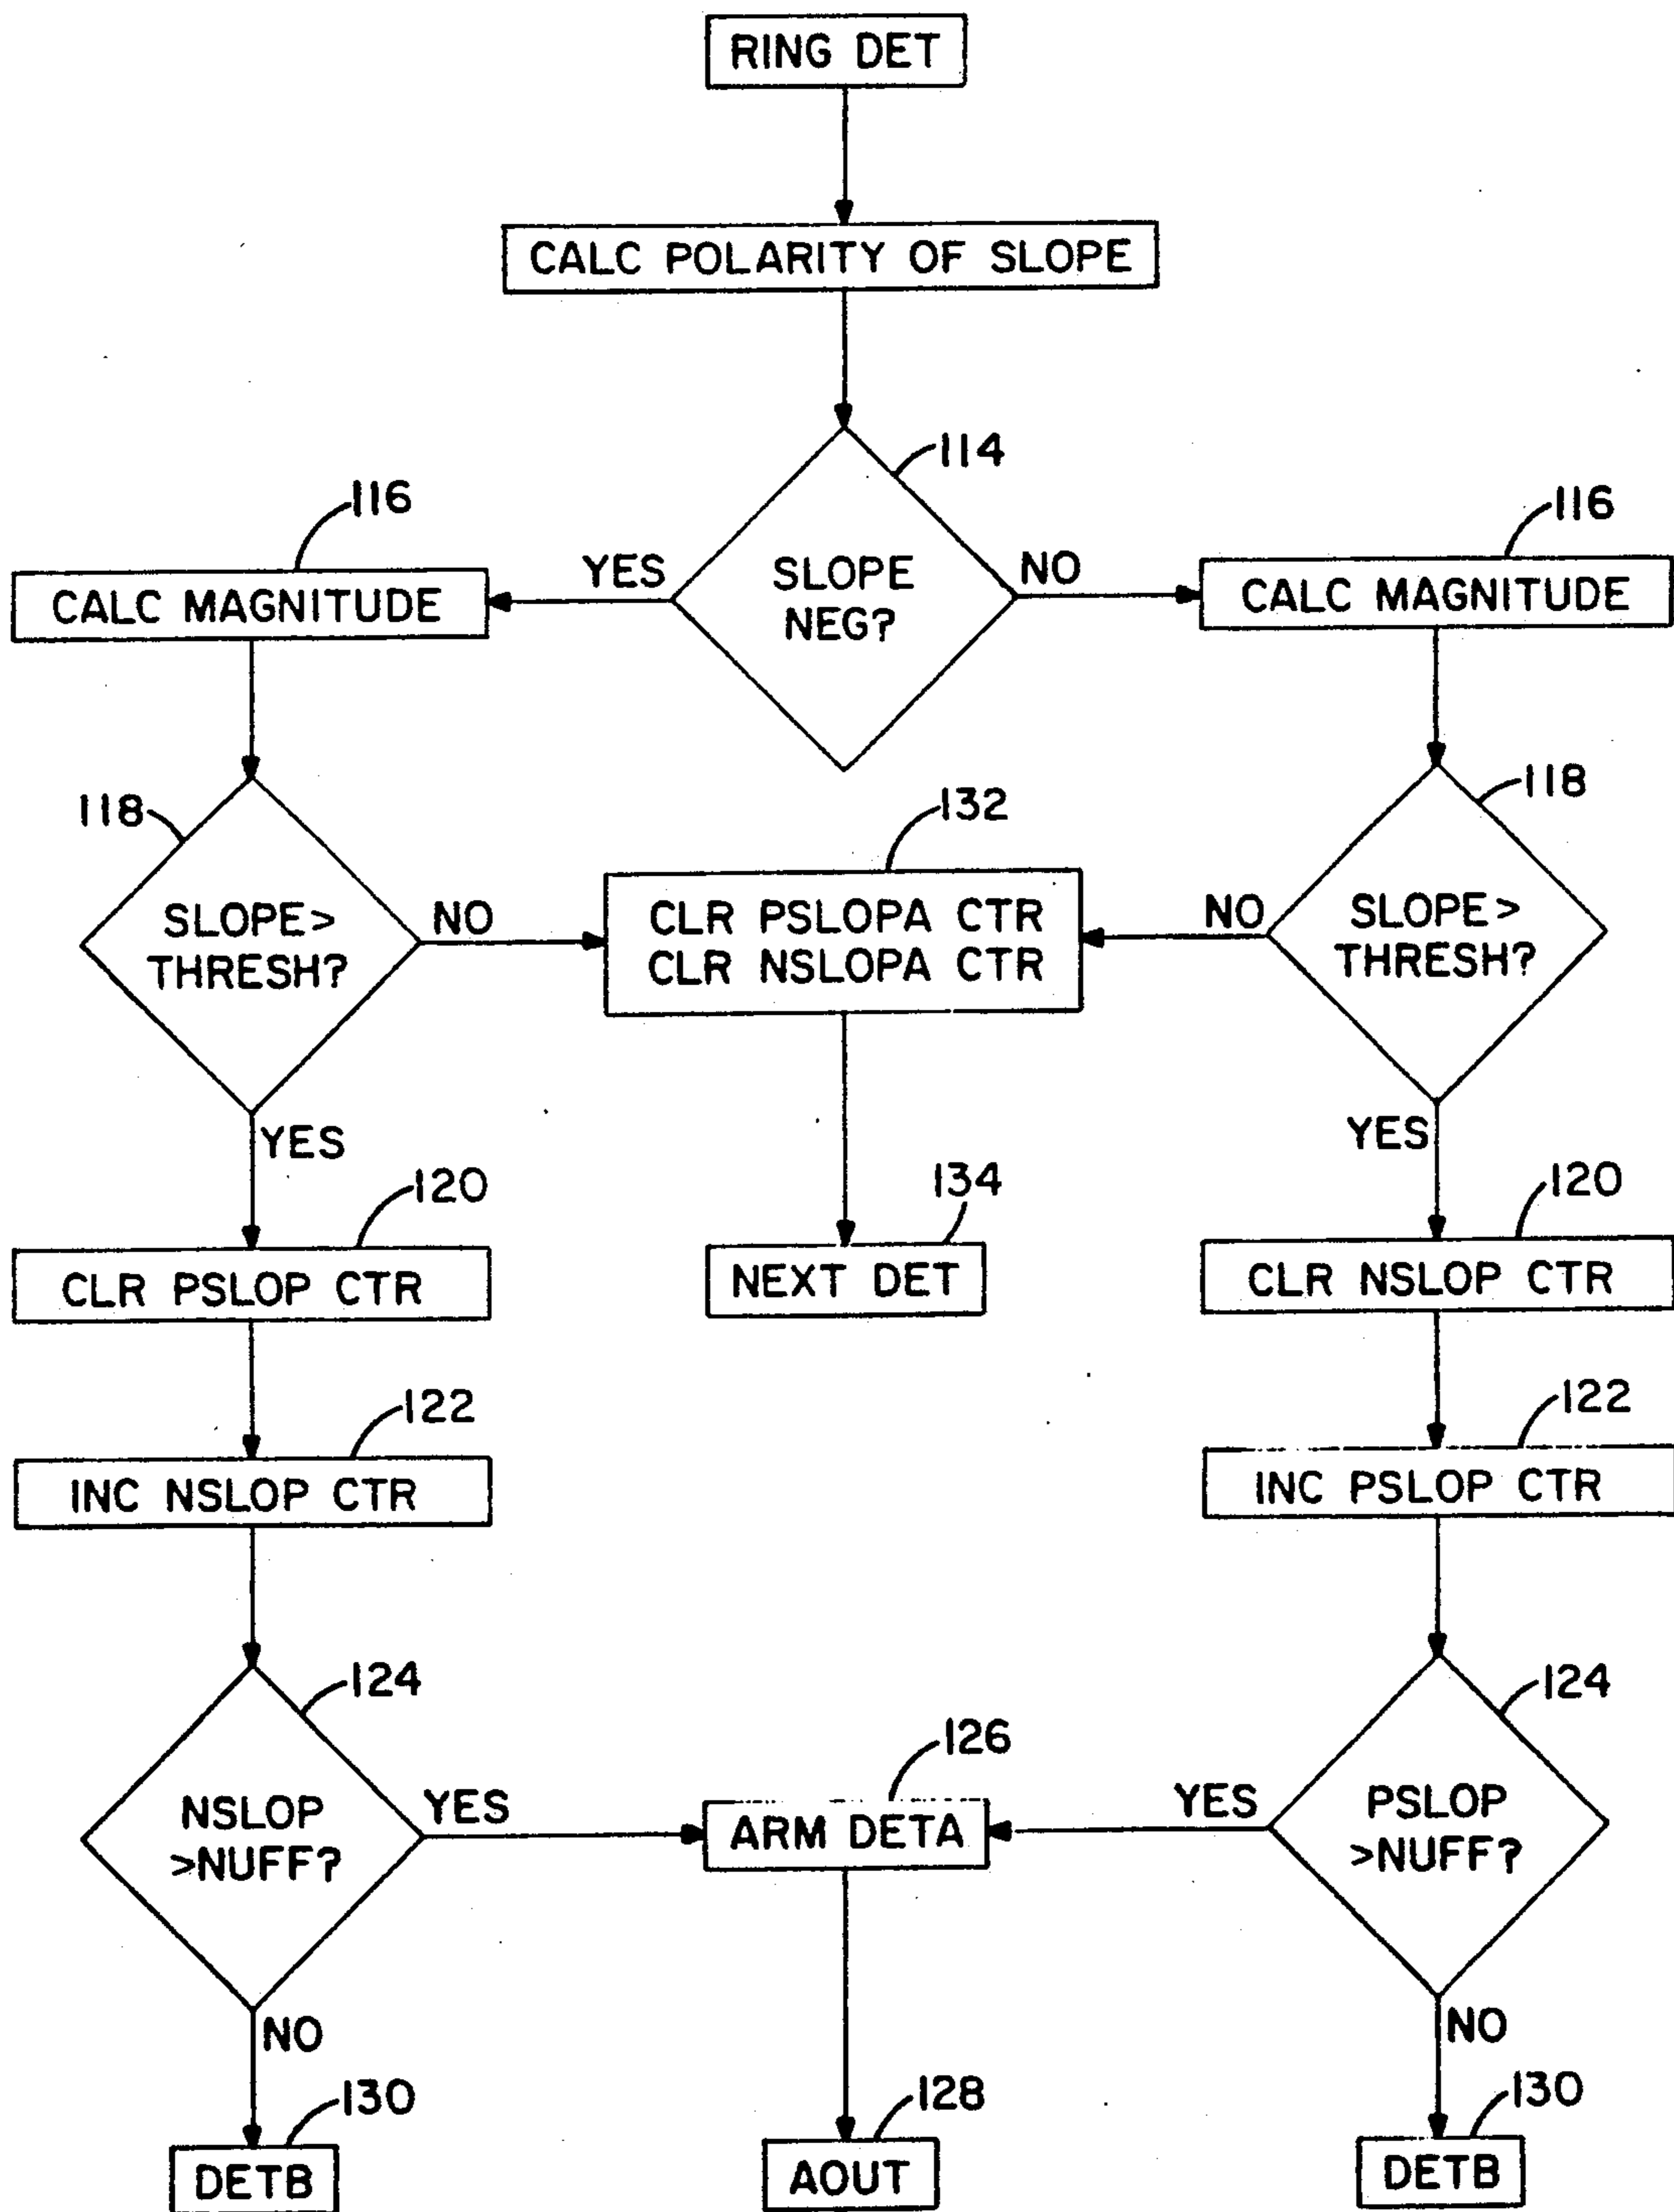 RING DET
CALC POLARITY OF SLOPE
114
116
116
YES
SLOPE
NEG?
NO
CALC MAGNITUDE
CALC MAGNITUDE
118
132
118
SLOPE>
THRESH?
NO
CLR PSLOPA CTR
CLR NSLOPA CTR
NO
SLOPE>
THRESH?
YES
YES
120
134
120
CLR PSLOP CTR
NEXT DET
CLR NSLOP CTR
122
122
INC NSLOP CTR
INC PSLOP CTR
124
126
124
NSLOP
>NUFF?
YES
ARM DETA
YES
PSLOP
>NUFF?
NO
NO
130
128
130
DETB
AOUT
DETB